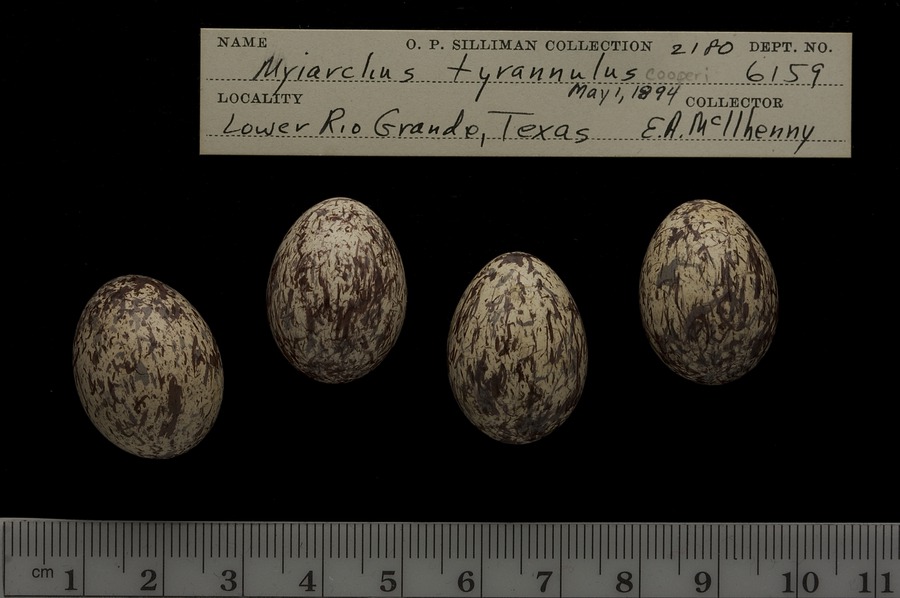 NAME O. P. SILLIMAN COLLECTION 2180 DEPT. NO.
Myiarchus tyrannulus cooperi 6159
May 1, 1894
LOCALITY COLLECTOR
Lower Rio Grande, Texas E.A. McIlhenny
cm 1 2 3 4 5 6 7 8 9 10 11